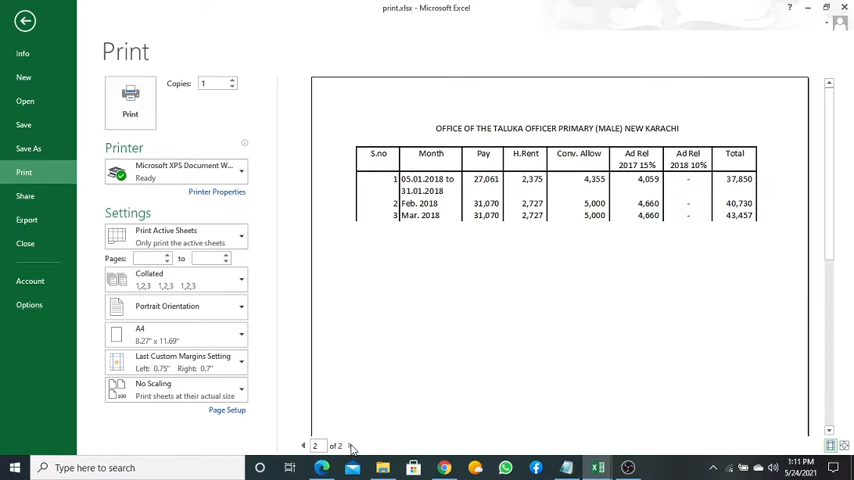 print.xlsx - Microsoft Excel
?
Info
New
Open
Save
Save As
Print
Share
Export
Close
Account
Options
Print
Print
Copies: 1
Printer
Microsoft XPS Document W...
Ready
Printer Properties
Settings
Print Active Sheets
Only print the active sheets
Pages: to
Collated
1,2,3 1,2,3 1,2,3
Portrait Orientation
A4
8.27" × 11.69"
Last Custom Margins Setting
Left: 0.75" Right: 0.7"
No Scaling
Print sheets at their actual size
100
Page Setup
OFFICE OF THE TALUKA OFFICER PRIMARY (MALE) NEW KARACHI
S.no Month Pay H.Rent Conv. Allow Ad Rel 2017 15% Ad Rel 2018 10% Total
1 05.01.2018 to 31.01.2018 27,061 2,375 4,355 4,059 - 37,850
2 Feb. 2018 31,070 2,727 5,000 4,660 - 40,730
3 Mar. 2018 31,070 2,727 5,000 4,660 - 43,457
2 of 2
Type here to search
1:11 PM
5/24/2021